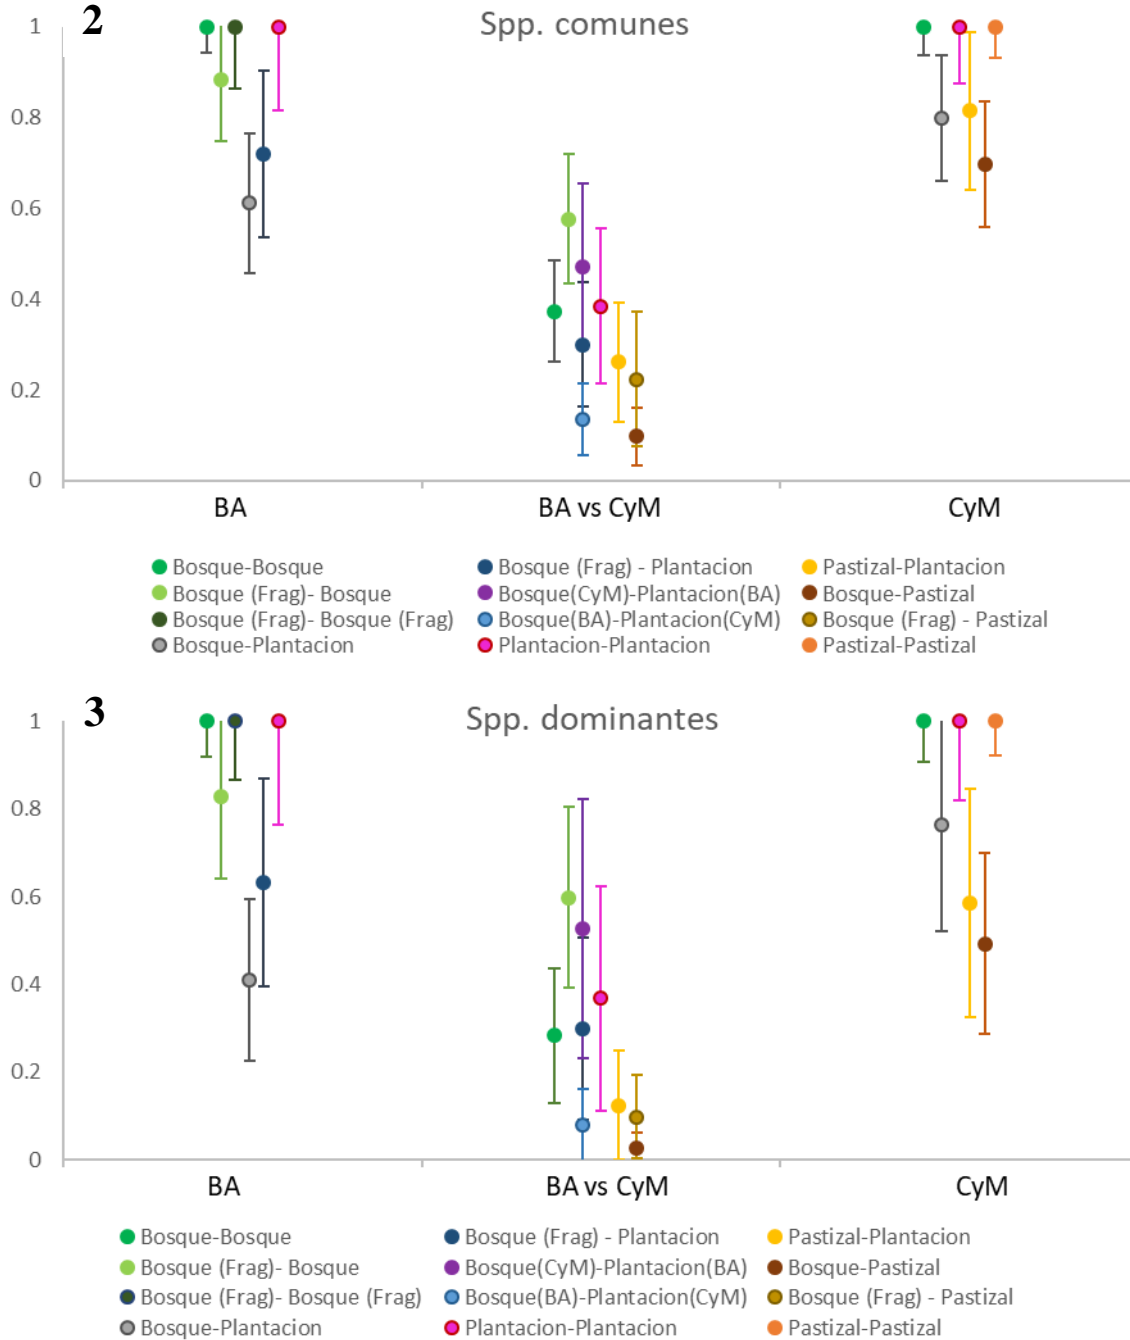 2
Spp. comunes
1
0.8
0.6
0.4
0.2
0
BA
BA vs CyM
CyM
Bosque-Bosque
Bosque (Frag) - Plantacion
Pastizal-Plantacion
Bosque (Frag)- Bosque
Bosque(CyM)-Plantacion(BA)
Bosque-Pastizal
Bosque (Frag)- Bosque (Frag)
Bosque(BA)-Plantacion(CyM)
Bosque (Frag) - Pastizal
Bosque-Plantacion
Plantacion-Plantacion
Pastizal-Pastizal
3
Spp. dominantes
1
0.8
0.6
0.4
0.2
0
BA
BA vs CyM
CyM
Bosque-Bosque
Bosque (Frag) - Plantacion
Pastizal-Plantacion
Bosque (Frag)- Bosque
Bosque(CyM)-Plantacion(BA)
Bosque-Pastizal
Bosque (Frag)- Bosque (Frag)
Bosque(BA)-Plantacion(CyM)
Bosque (Frag) - Pastizal
Bosque-Plantacion
Plantacion-Plantacion
Pastizal-Pastizal